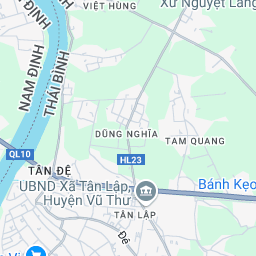 VIỆT HÙNG
Xứ Nguyệt Lãng
NAM ĐỊNH
THÁI BÌNH
DŨNG NGHĨA
TAM QUANG
QL10
HL23
TÂN ĐỆ
UBND Xã Tân Lập,
Huyện Vũ Thư
Bánh Kẹo
TÂN LẬP
Đê